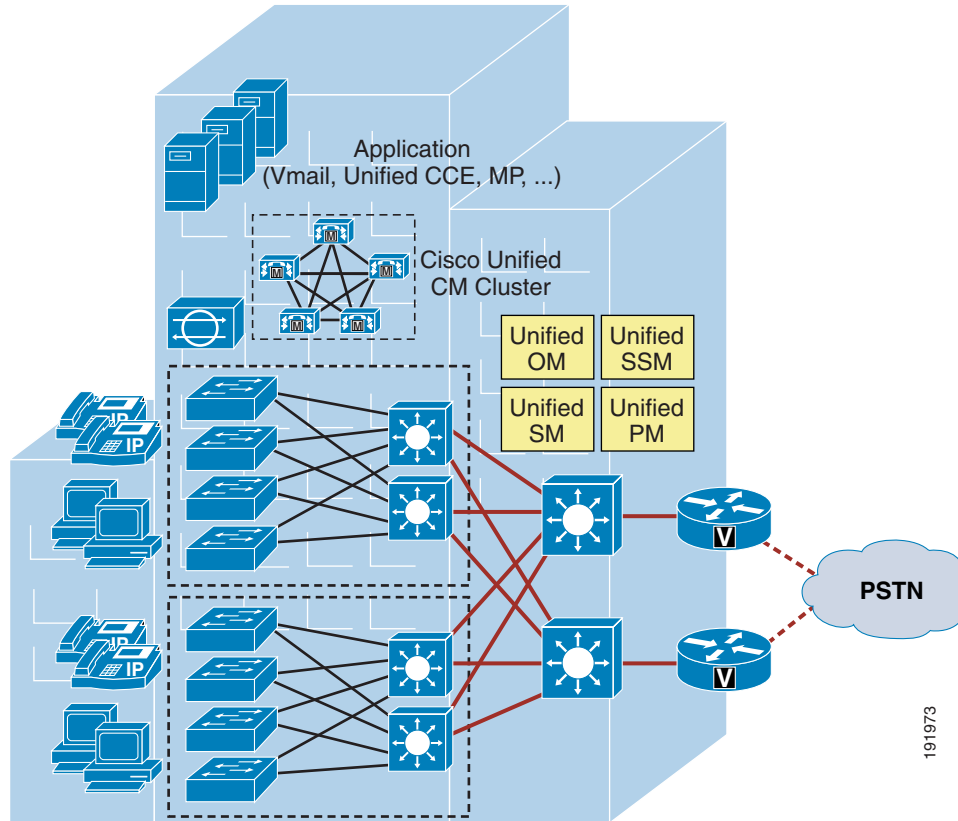 Application
(Vmail, Unified CCE, MP, ...)
M
M
M
M
M
Cisco Unified
CM Cluster
Unified
OM
Unified
SSM
Unified
SM
Unified
PM
IP
IP
V
PSTN
IP
IP
V
191973